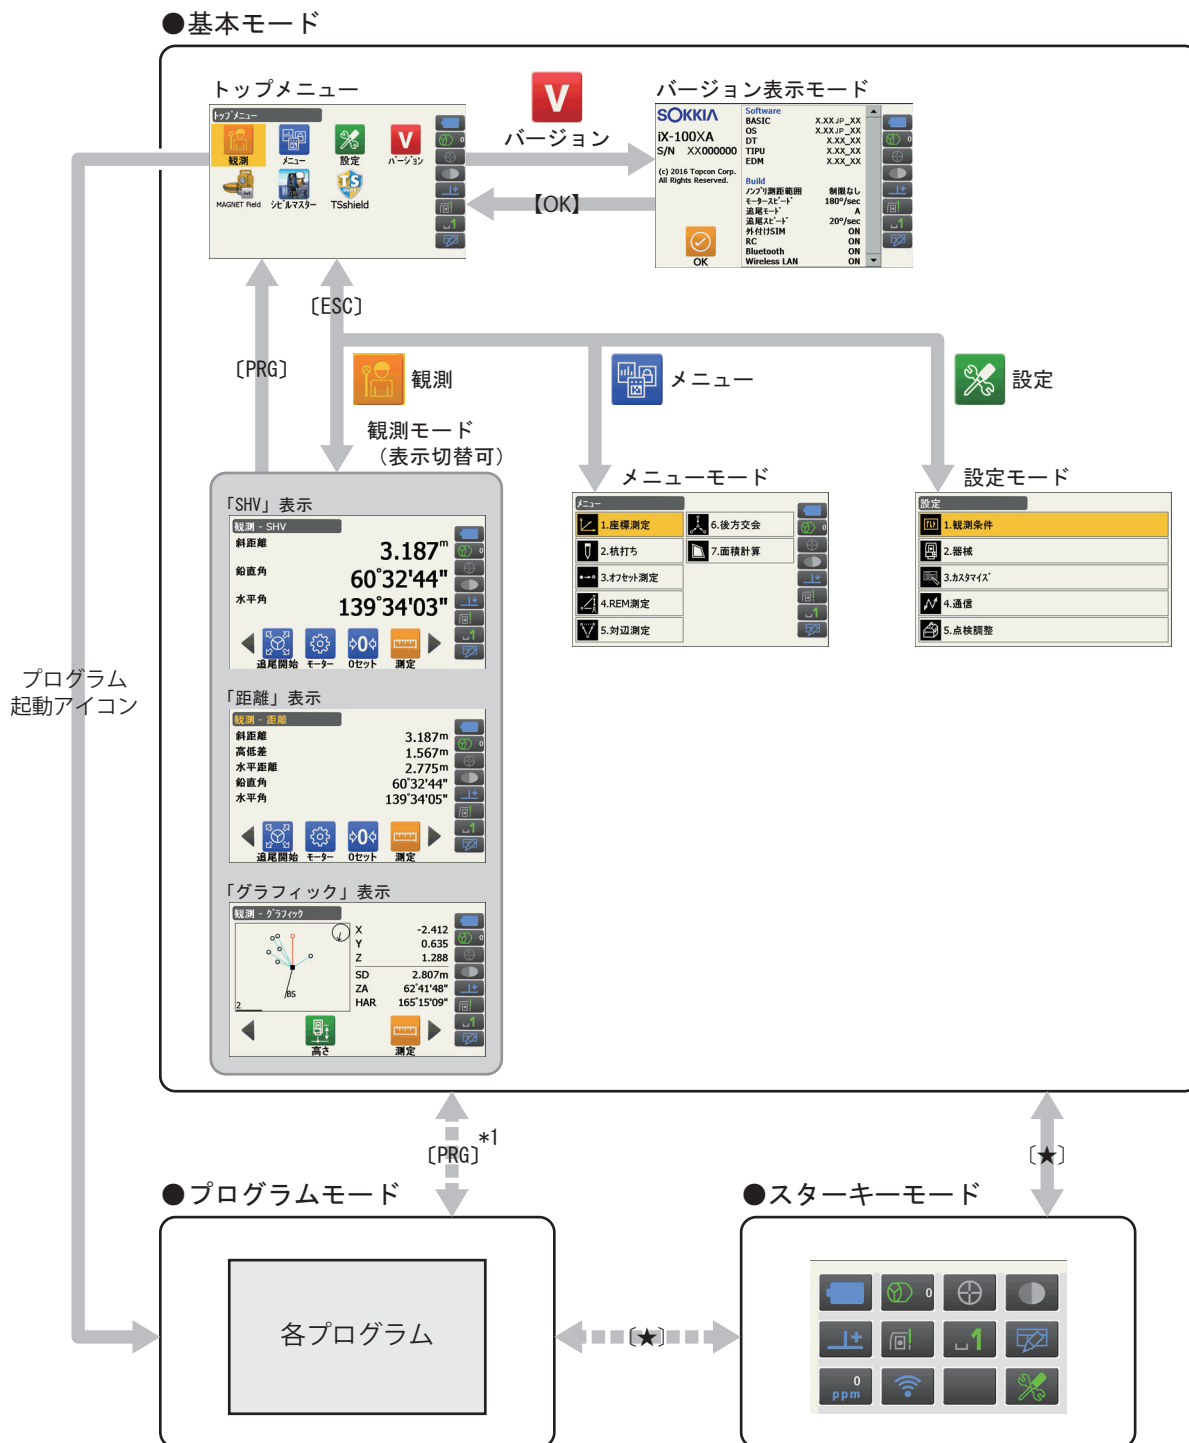 ●基本モード
トップメニュー
トップメニュー
観測 メニュー 設定 バージョン
MAGNET Field シビルマスター TSshield
V
バージョン
【OK】
バージョン表示モード
SOKKIA
iX-100XA
S/N XX000000
(c) 2016 Topcon Corp.
All Rights Reserved.
OK
Software
BASIC X.XX JP_XX
OS X.XX JP_XX
DT X.XX_XX
TIPU X.XX_XX
EDM X.XX_XX
Build
ノンプリ測距範囲 制限なし
モータースピード 180°/sec
追尾モード A
追尾スピード 20°/sec
外付けSIM ON
RC ON
Bluetooth ON
Wireless LAN ON
〔ESC〕
〔PRG〕
観測
メニュー
設定
観測モード
（表示切替可）
メニューモード
設定モード
「SHV」表示
観測 - SHV
斜距離 3.187m
鉛直角 60°32'44"
水平角 139°34'03"
追尾開始 モーター 0セット 測定
メニュー
1.座標測定
2.杭打ち
3.オフセット測定
4.REM測定
5.対辺測定
6.後方交会
7.面積計算
設定
1.観測条件
2.器械
3.カスタマイズ
4.通信
5.点検調整
プログラム
起動アイコン
「距離」表示
観測 - 距離
斜距離 3.187m
高低差 1.567m
水平距離 2.775m
鉛直角 60°32'44"
水平角 139°34'05"
追尾開始 モーター 0セット 測定
「グラフィック」表示
観測 - グラフィック
BS
2
X -2.412
Y 0.635
Z 1.288
SD 2.807m
ZA 62°41'48"
HAR 165°15'09"
高さ 測定
〔PRG〕*1
〔★〕
●プログラムモード
各プログラム
〔★〕
●スターキーモード
0
1
0
ppm